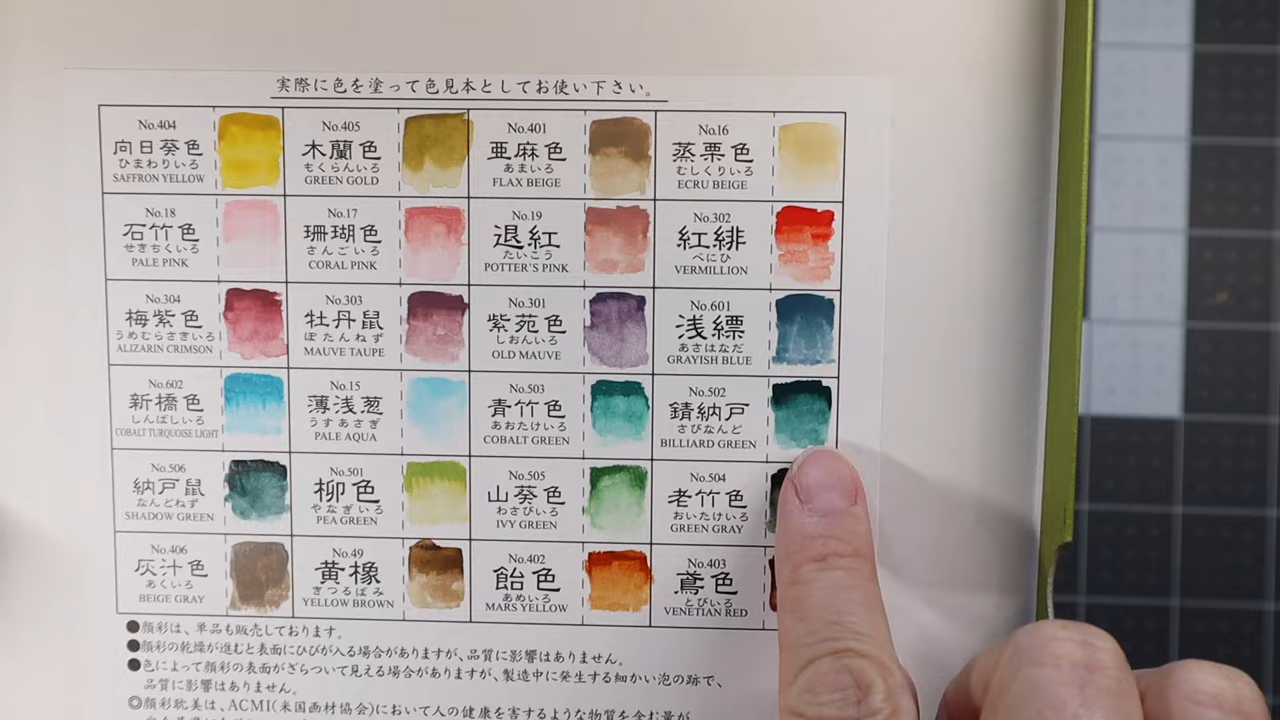 実際に色を塗って色見本としてお使い下さい。
No.404
向日葵色
ひまわりいろ
SAFFRON YELLOW
No.405
木蘭色
もくらんいろ
GREEN GOLD
No.401
亜麻色
あまいろ
FLAX BEIGE
No.16
蒸栗色
むしくりいろ
ECRU BEIGE
No.18
石竹色
せきちくいろ
PALE PINK
No.17
珊瑚色
さんごいろ
CORAL PINK
No.19
退紅
たいこう
POTTER'S PINK
No.302
紅緋
べにひ
VERMILLION
No.304
梅紫色
うめむらさきいろ
ALIZARIN CRIMSON
No.303
牡丹鼠
ぼたんねず
MAUVE TAUPE
No.301
紫苑色
しおんいろ
OLD MAUVE
No.601
浅縹
あさはなだ
GRAYISH BLUE
No.602
新橋色
しんばしいろ
COBALT TURQUOISE LIGHT
No.15
薄浅葱
うすあさぎ
PALE AQUA
No.503
青竹色
あおたけいろ
COBALT GREEN
No.502
錆納戸
さびなんど
BILLIARD GREEN
No.506
納戸鼠
なんどねず
SHADOW GREEN
No.501
柳色
やなぎいろ
PEA GREEN
No.505
山葵色
わさびいろ
IVY GREEN
No.504
老竹色
おいたけいろ
GREEN GRAY
No.406
灰汁色
あくいろ
BEIGE GRAY
No.49
黄橡
きつるばみ
YELLOW BROWN
No.402
飴色
あめいろ
MARS YELLOW
No.403
鳶色
とびいろ
VENETIAN RED
●顔彩は、単品も販売しております。
●顔彩の乾燥が進むと表面にひびが入る場合がありますが、品質に影響はありません。
●色によって顔彩の表面がざらついて見える場合がありますが、製造中に発生する細かい泡の跡で、
品質に影響はありません。
◎顔彩耽美は、ACMI(米国画材協会)において人の健康を害するような物質を含む量が